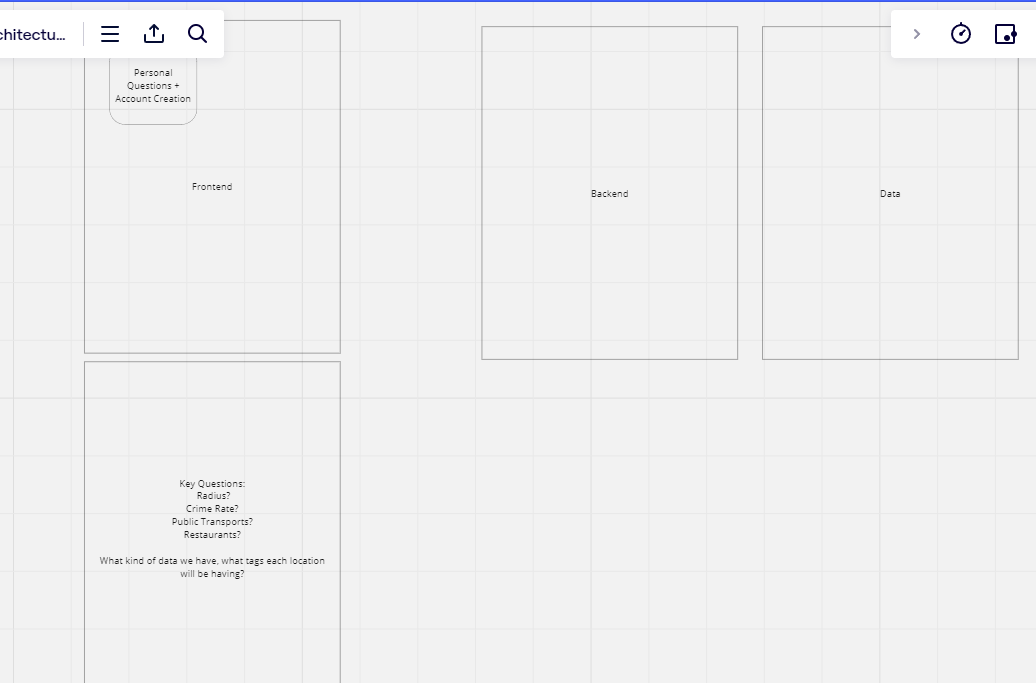 chitectu...
Personal
Questions +
Account Creation
Frontend
Backend
Data
Key Questions:
Radius?
Crime Rate?
Public Transports?
Restaurants?
What kind of data we have, what tags each location
will be having?